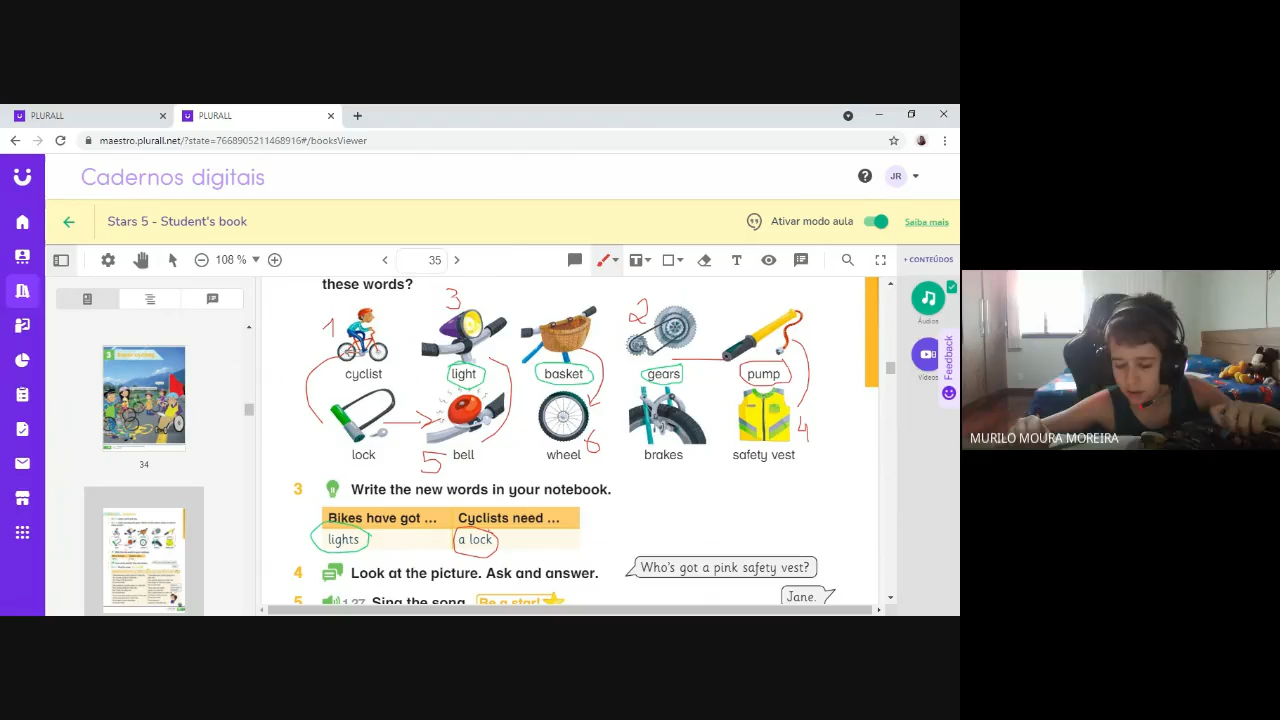 PLURALL
PLURALL
maestro.plurall.net/?state=7668905211468916#/booksViewer
Cadernos digitais
JR
Stars 5 - Student's book
Ativar modo aula
Saiba mais
108 %
35
+ CONTEÚDOS
these words?
3
1
2
cyclist
light
basket
gears
pump
lock
bell
wheel
brakes
safety vest
5
6
4
3
Write the new words in your notebook.
Bikes have got ...
Cyclists need ...
lights
a lock
4
Look at the picture. Ask and answer.
Who's got a pink safety vest?
Jane.
5
1.27
Sing the song.
Be a star!
34
Áudios
Vídeos
Feedback
MURILO MOURA MOREIRA